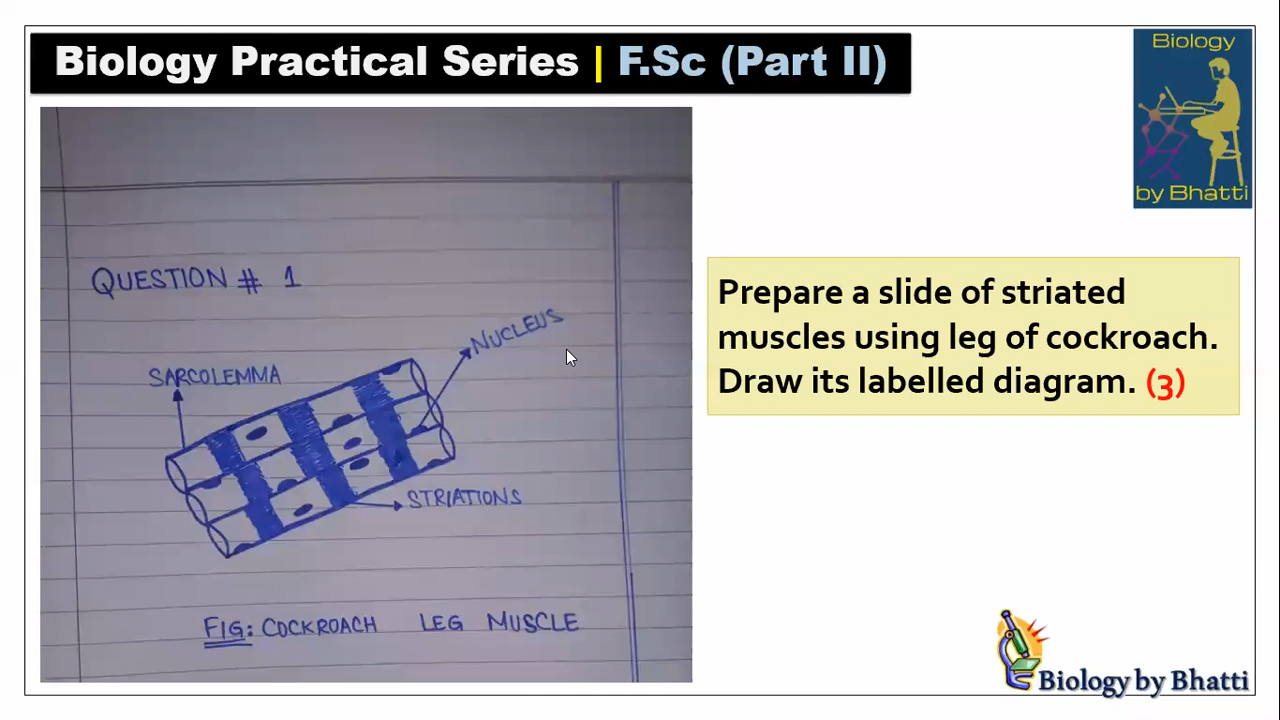 Biology Practical Series | F.Sc (Part II)
Biology
by Bhatti
QUESTION # 1
NUCLEUS
SARCOLEMMA
STRIATIONS
FIG: COCKROACH LEG MUSCLE
Prepare a slide of striated
muscles using leg of cockroach.
Draw its labelled diagram. (3)
Biology by Bhatti